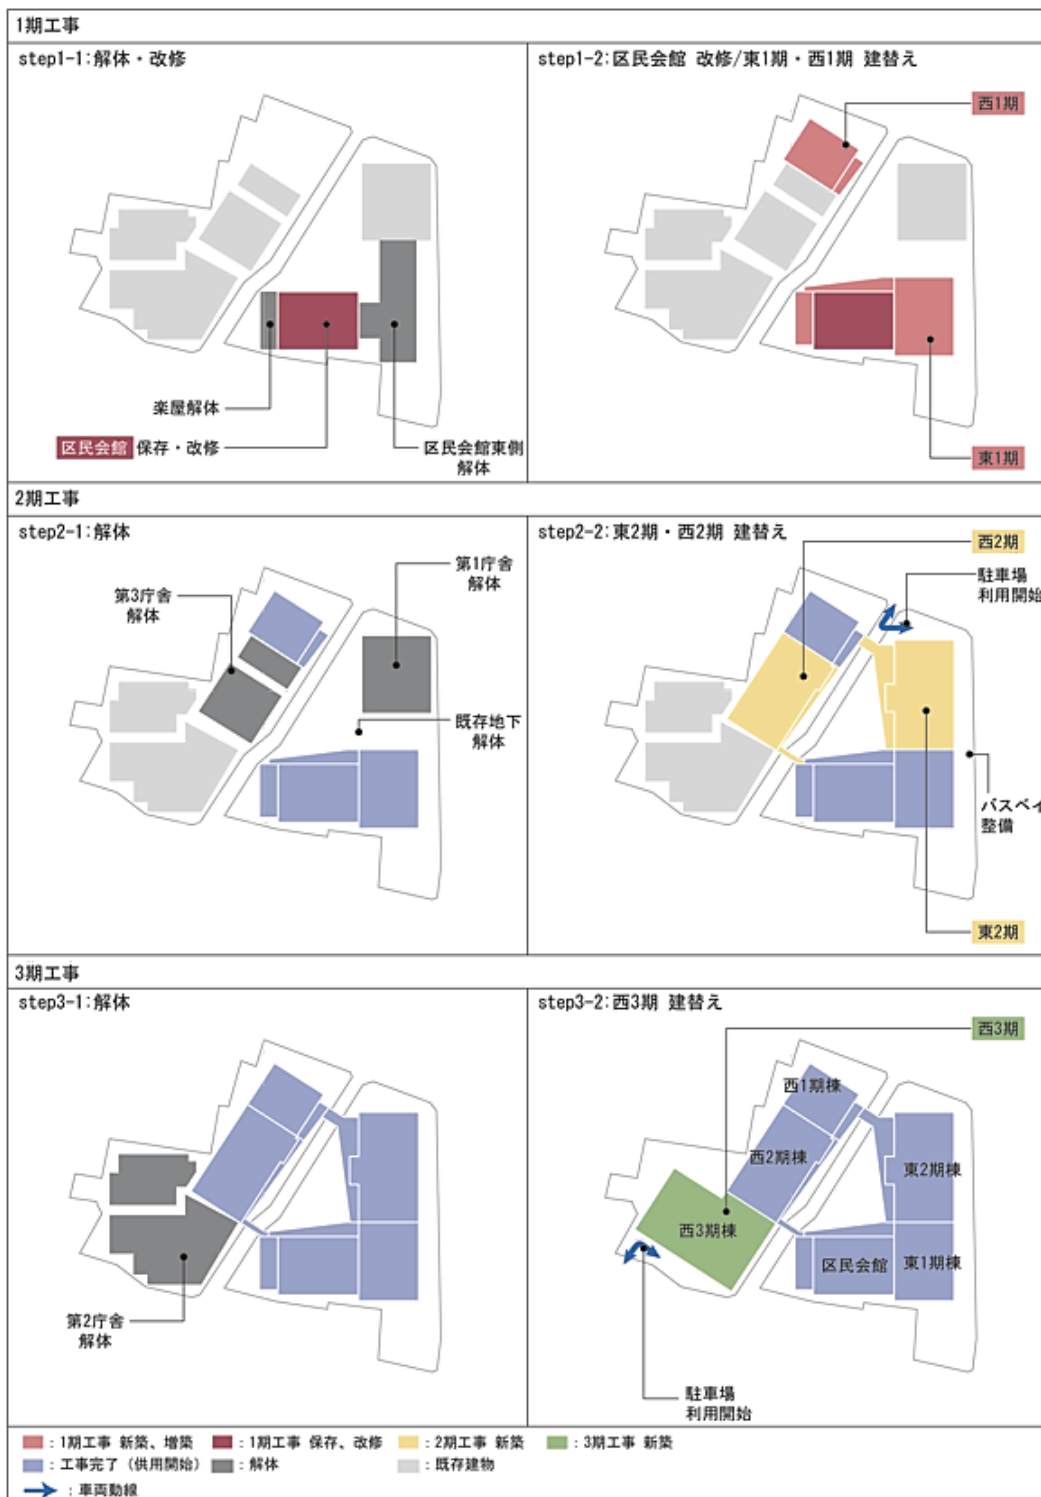 1期工事
step1-1:解体・改修
楽屋解体
区民会館 保存・改修
区民会館東側
解体
step1-2:区民会館 改修/東1期・西1期 建替え
西1期
東1期
2期工事
step2-1:解体
第1庁舎
解体
第3庁舎
解体
既存地下
解体
step2-2:東2期・西2期 建替え
西2期
駐車場
利用開始
バスベイ
整備
東2期
3期工事
step3-1:解体
第2庁舎
解体
step3-2:西3期 建替え
西3期
西1期棟
西2期棟
東2期棟
西3期棟
区民会館
東1期棟
駐車場
利用開始
:1期工事 新築、増築
:1期工事 保存、改修
:2期工事 新築
:3期工事 新築
:工事完了(供用開始)
:解体
:既存建物
:車両動線